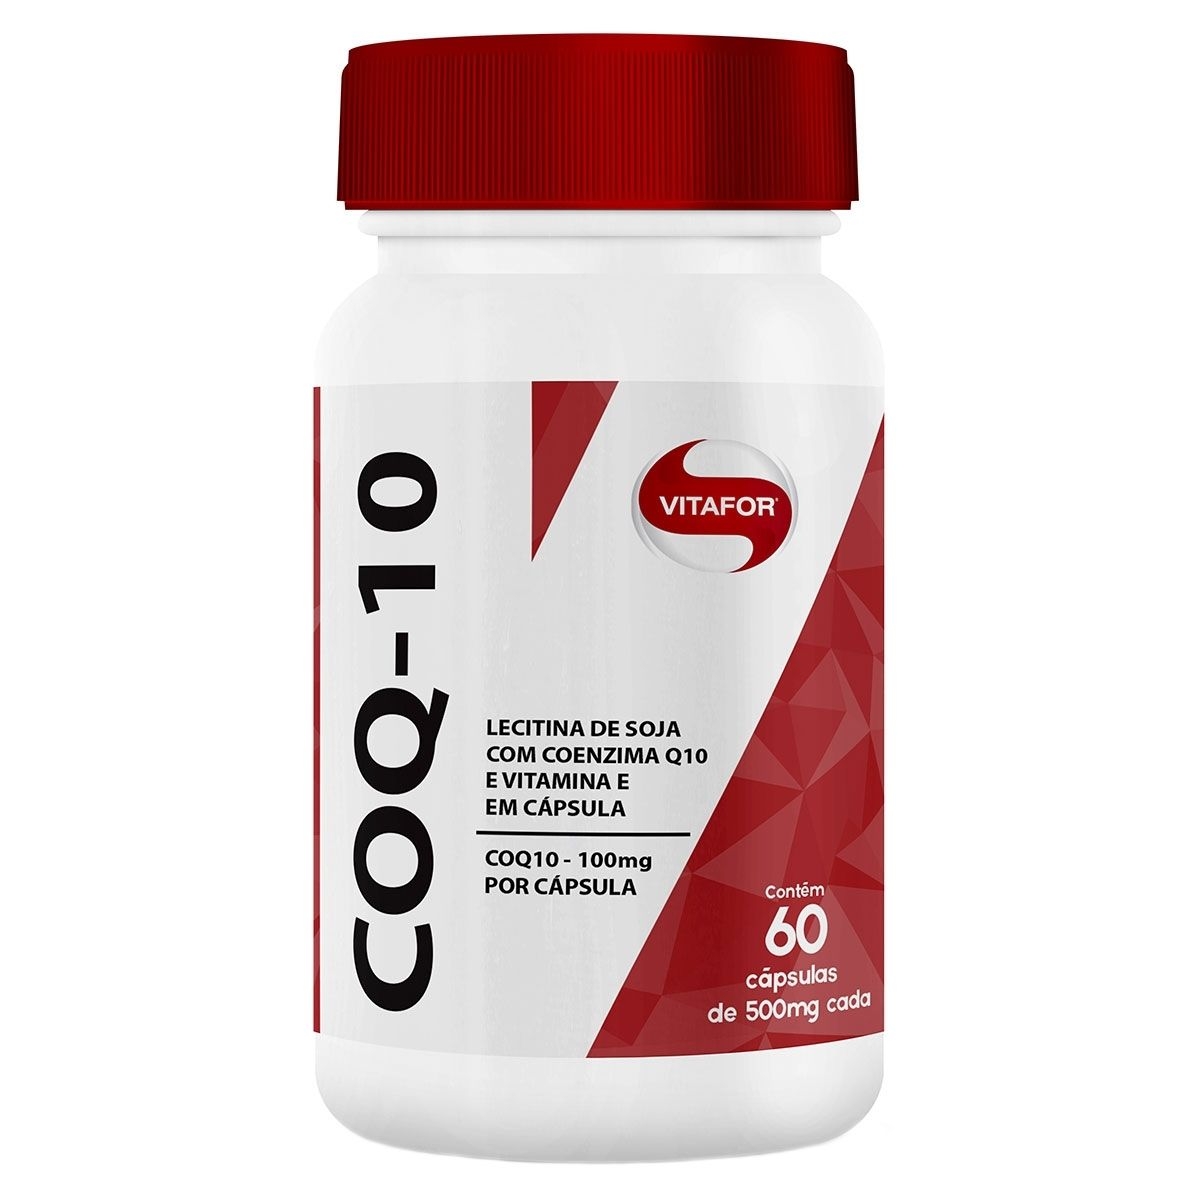 COQ-10
VITAFOR®
LECITINA DE SOJA
COM COENZIMA Q10
E VITAMINA E
EM CÁPSULA
COQ10 - 100mg
POR CÁPSULA
Contém
60
cápsulas
de 500mg cada